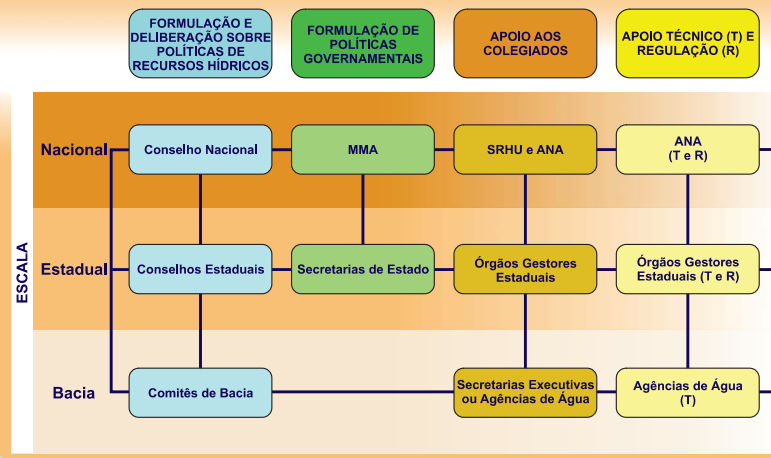 FORMULAÇÃO E
DELIBERAÇÃO SOBRE
POLÍTICAS DE
RECURSOS HÍDRICOS
FORMULAÇÃO DE
POLÍTICAS
GOVERNAMENTAIS
APOIO AOS
COLEGIADOS
APOIO TÉCNICO (T) E
REGULAÇÃO (R)
ESCALA
Nacional
Conselho Nacional
MMA
SRHU e ANA
ANA
(T e R)
Estadual
Conselhos Estaduais
Secretarias de Estado
Órgãos Gestores
Estaduais
Órgãos Gestores
Estaduais (T e R)
Bacia
Comitês de Bacia
Secretarias Executivas
ou Agências de Água
Agências de Água
(T)